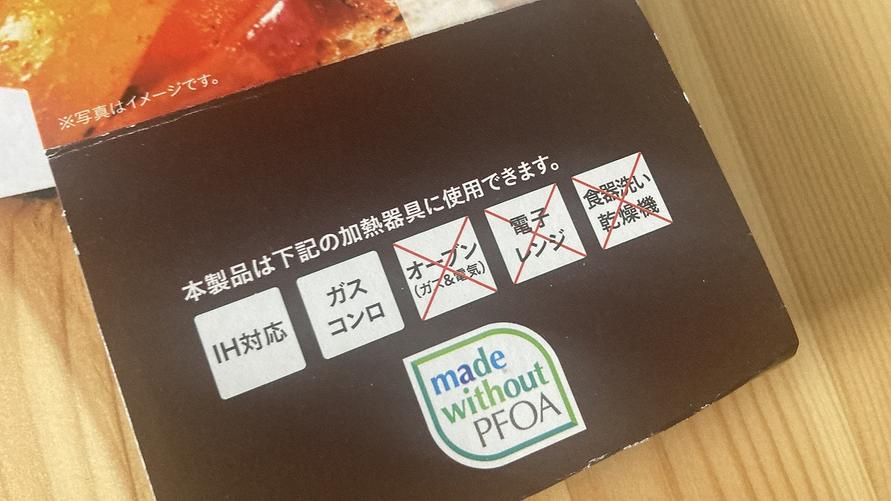 ※写真はイメージです。
本製品は下記の加熱器具に使用できます。
IH対応
ガス
コンロ
オーブン
(ガス&電気)
電子
レンジ
食器洗い
乾燥機
made
without
PFOA